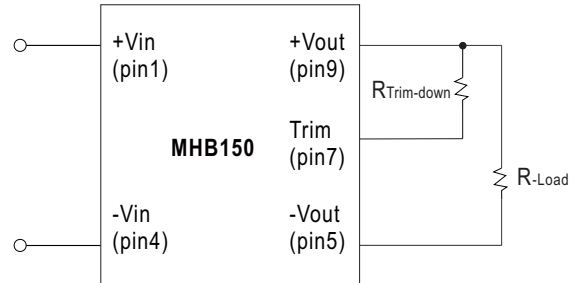 +Vin
(pin1)
+Vout
(pin9)
RTrim-down
Trim
(pin7)
MHB150
R-Load
-Vin
(pin4)
-Vout
(pin5)